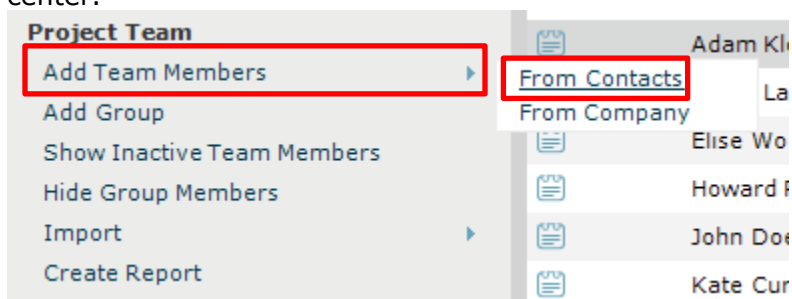 center.
Project Team
Add Team Members
From Contacts
From Company
Add Group
Show Inactive Team Members
Hide Group Members
Import
Create Report
Adam
Elise
Howard
John Doe
Kate